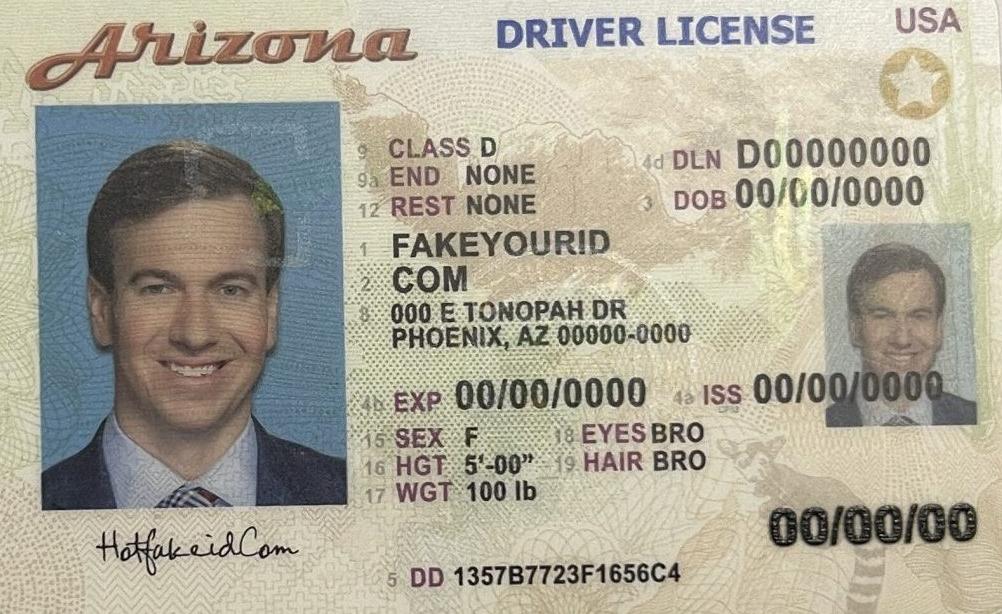 Arizona DRIVER LICENSE USA
9 CLASS D
9a END NONE
12 REST NONE
4d DLN D00000000
3 DOB 00/00/0000
1 FAKEYOURID
2 COM
8 000 E TONOPAH DR
PHOENIX, AZ 00000-0000
4b EXP 00/00/0000 4a ISS 00/00/0000
15 SEX F 18 EYES BRO
16 HGT 5'-00" 19 HAIR BRO
17 WGT 100 lb
00/00/00
HotfakeidCom
5 DD 1357B7723F1656C4